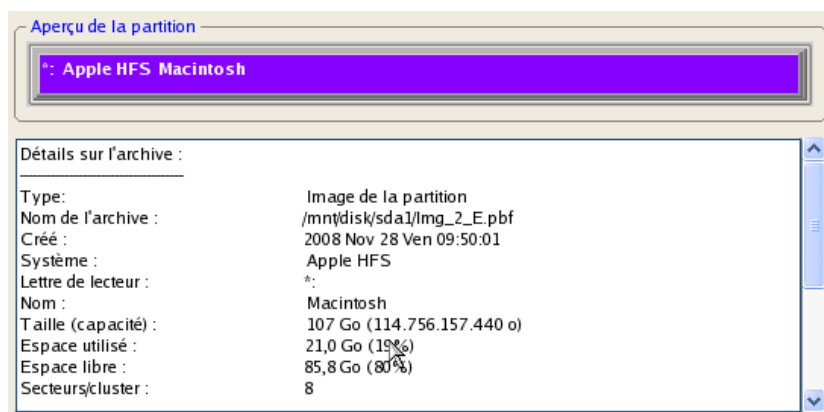 Aperçu de la partition
*: Apple HFS Macintosh
Détails sur l'archive :
--------------------------------
Type: Image de la partition
Nom de l'archive : /mnt/disk/sda1/Img_2_E.pbf
Créé : 2008 Nov 28 Ven 09:50:01
Système : Apple HFS
Lettre de lecteur : *:
Nom : Macintosh
Taille (capacité) : 107 Go (114.756.157.440 o)
Espace utilisé : 21,0 Go (19%)
Espace libre : 85,8 Go (80%)
Secteurs/cluster : 8